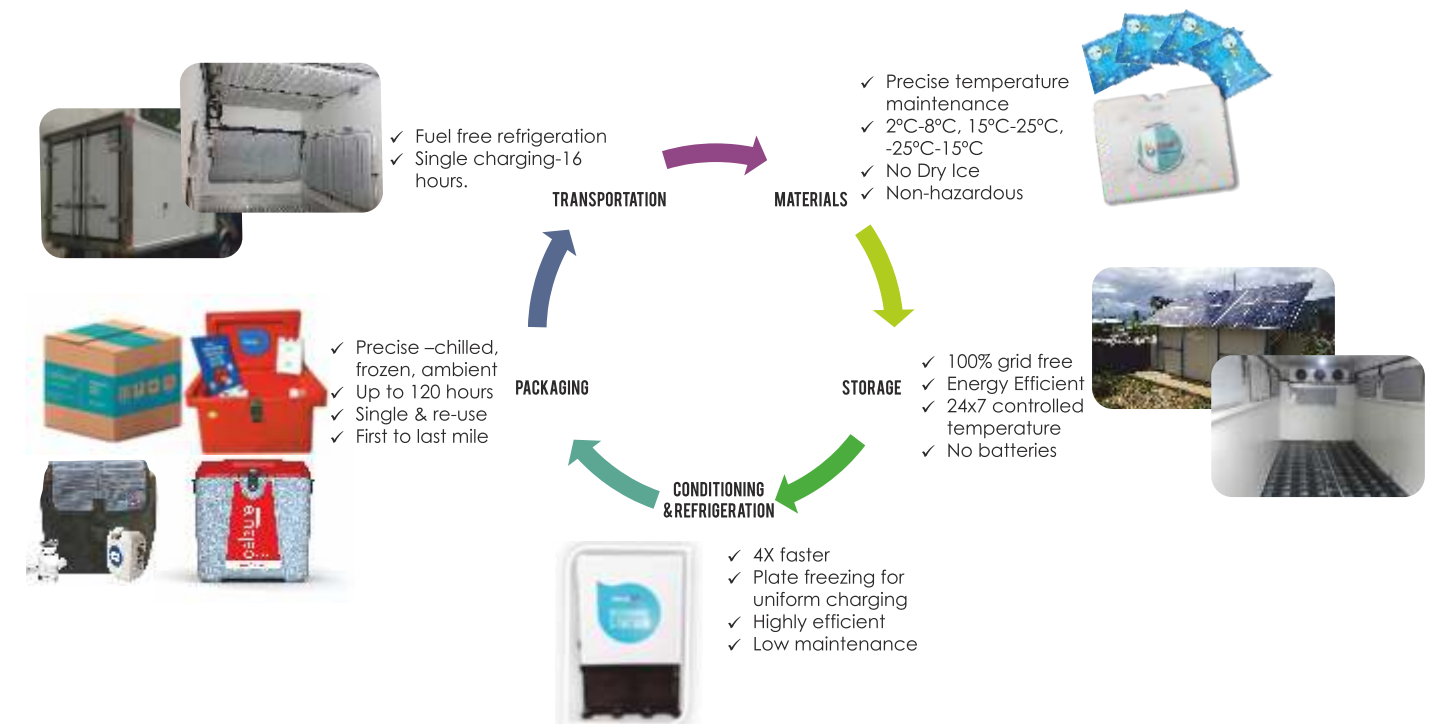 ✓ Fuel free refrigeration
✓ Single charging-16
hours.
TRANSPORTATION
✓ Precise temperature
maintenance
✓ 2°C-8°C, 15°C-25°C,
-25°C-15°C
✓ No Dry Ice
✓ Non-hazardous
MATERIALS
✓ Precise –chilled,
frozen, ambient
✓ Up to 120 hours
✓ Single & re-use
✓ First to last mile
PACKAGING
STORAGE
✓ 100% grid free
✓ Energy Efficient
✓ 24x7 controlled
temperature
✓ No batteries
CONDITIONING
& REFRIGERATION
✓ 4X faster
✓ Plate freezing for
uniform charging
✓ Highly efficient
✓ Low maintenance